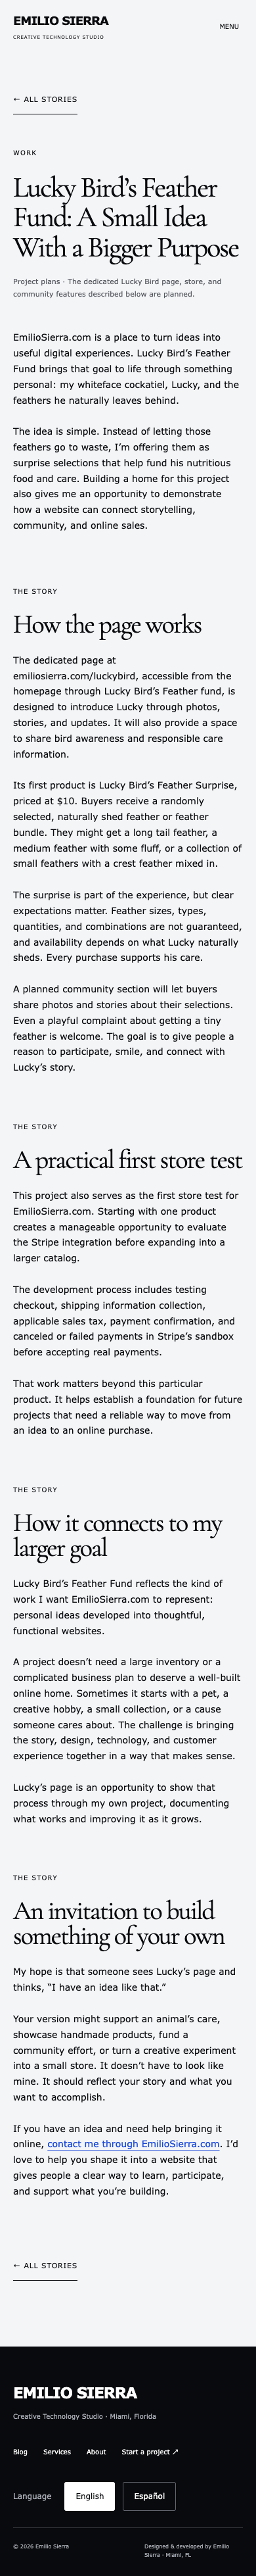 EMILIO SIERRA
CREATIVE TECHNOLOGY STUDIO
MENU
← ALL STORIES
WORK
Lucky Bird’s Feather
Fund: A Small Idea
With a Bigger Purpose
Project plans · The dedicated Lucky Bird page, store, and
community features described below are planned.
EmilioSierra.com is a place to turn ideas into
useful digital experiences. Lucky Bird’s Feather
Fund brings that goal to life through something
personal: my whiteface cockatiel, Lucky, and the
feathers he naturally leaves behind.
The idea is simple. Instead of letting those
feathers go to waste, I’m offering them as
surprise selections that help fund his nutritious
food and care. Building a home for this project
also gives me an opportunity to demonstrate
how a website can connect storytelling,
community, and online sales.
THE STORY
How the page works
The dedicated page at
emiliosierra.com/luckybird, accessible from the
homepage through Lucky Bird’s Feather fund, is
designed to introduce Lucky through photos,
stories, and updates. It will also provide a space
to share bird awareness and responsible care
information.
Its first product is Lucky Bird’s Feather Surprise,
priced at $10. Buyers receive a randomly
selected, naturally shed feather or feather
bundle. They might get a long tail feather, a
medium feather with some fluff, or a collection of
small feathers with a crest feather mixed in.
The surprise is part of the experience, but clear
expectations matter. Feather sizes, types,
quantities, and combinations are not guaranteed,
and availability depends on what Lucky naturally
sheds. Every purchase supports his care.
A planned community section will let buyers
share photos and stories about their selections.
Even a playful complaint about getting a tiny
feather is welcome. The goal is to give people a
reason to participate, smile, and connect with
Lucky’s story.
THE STORY
A practical first store test
This project also serves as the first store test for
EmilioSierra.com. Starting with one product
creates a manageable opportunity to evaluate
the Stripe integration before expanding into a
larger catalog.
The development process includes testing
checkout, shipping information collection,
applicable sales tax, payment confirmation, and
canceled or failed payments in Stripe’s sandbox
before accepting real payments.
That work matters beyond this particular
product. It helps establish a foundation for future
projects that need a reliable way to move from
an idea to an online purchase.
THE STORY
How it connects to my
larger goal
Lucky Bird’s Feather Fund reflects the kind of
work I want EmilioSierra.com to represent:
personal ideas developed into thoughtful,
functional websites.
A project doesn’t need a large inventory or a
complicated business plan to deserve a well-built
online home. Sometimes it starts with a pet, a
creative hobby, a small collection, or a cause
someone cares about. The challenge is bringing
the story, design, technology, and customer
experience together in a way that makes sense.
Lucky’s page is an opportunity to show that
process through my own project, documenting
what works and improving it as it grows.
THE STORY
An invitation to build
something of your own
My hope is that someone sees Lucky’s page and
thinks, “I have an idea like that.”
Your version might support an animal’s care,
showcase handmade products, fund a
community effort, or turn a creative experiment
into a small store. It doesn’t have to look like
mine. It should reflect your story and what you
want to accomplish.
If you have an idea and need help bringing it
online, contact me through EmilioSierra.com. I’d
love to help you shape it into a website that
gives people a clear way to learn, participate,
and support what you’re building.
← ALL STORIES
EMILIO SIERRA
Creative Technology Studio · Miami, Florida
Blog Services About Start a project ↗
Language English Español
© 2026 Emilio Sierra
Designed & developed by Emilio
Sierra · Miami, FL